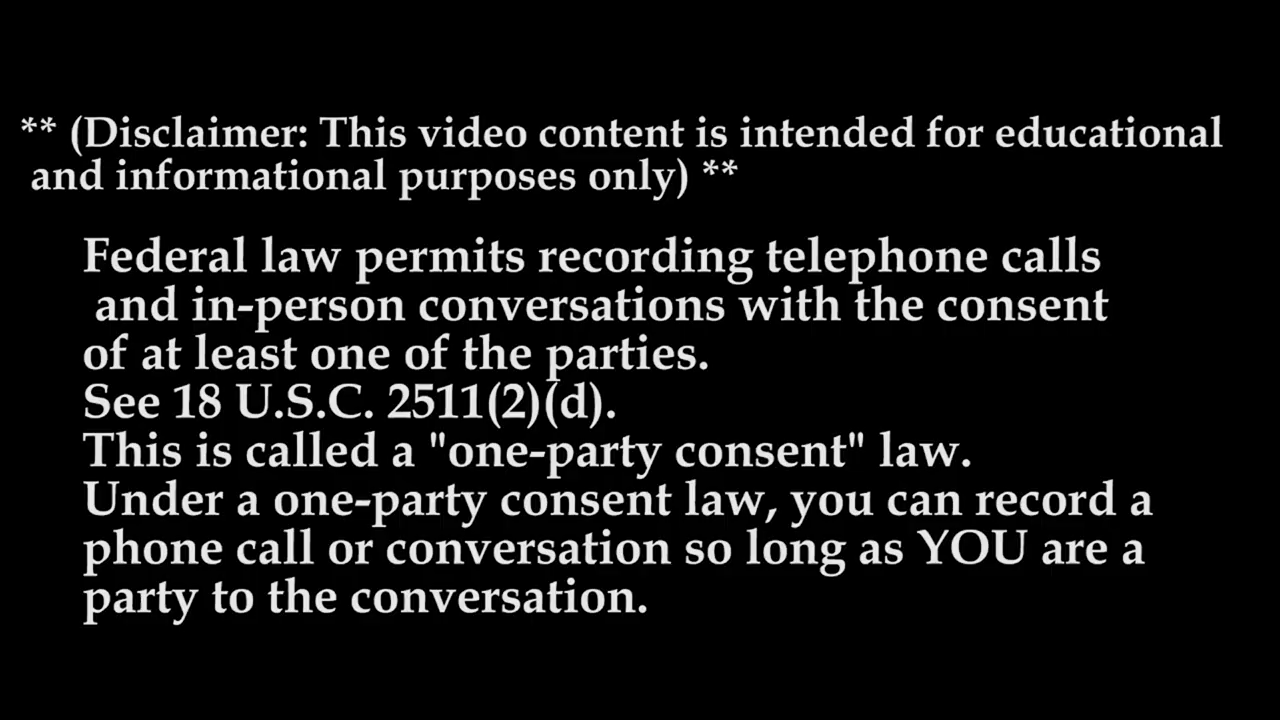 ** (Disclaimer: This video content is intended for educational
and informational purposes only) **
Federal law permits recording telephone calls
and in-person conversations with the consent
of at least one of the parties.
See 18 U.S.C. 2511(2)(d).
This is called a "one-party consent" law.
Under a one-party consent law, you can record a
phone call or conversation so long as YOU are a
party to the conversation.